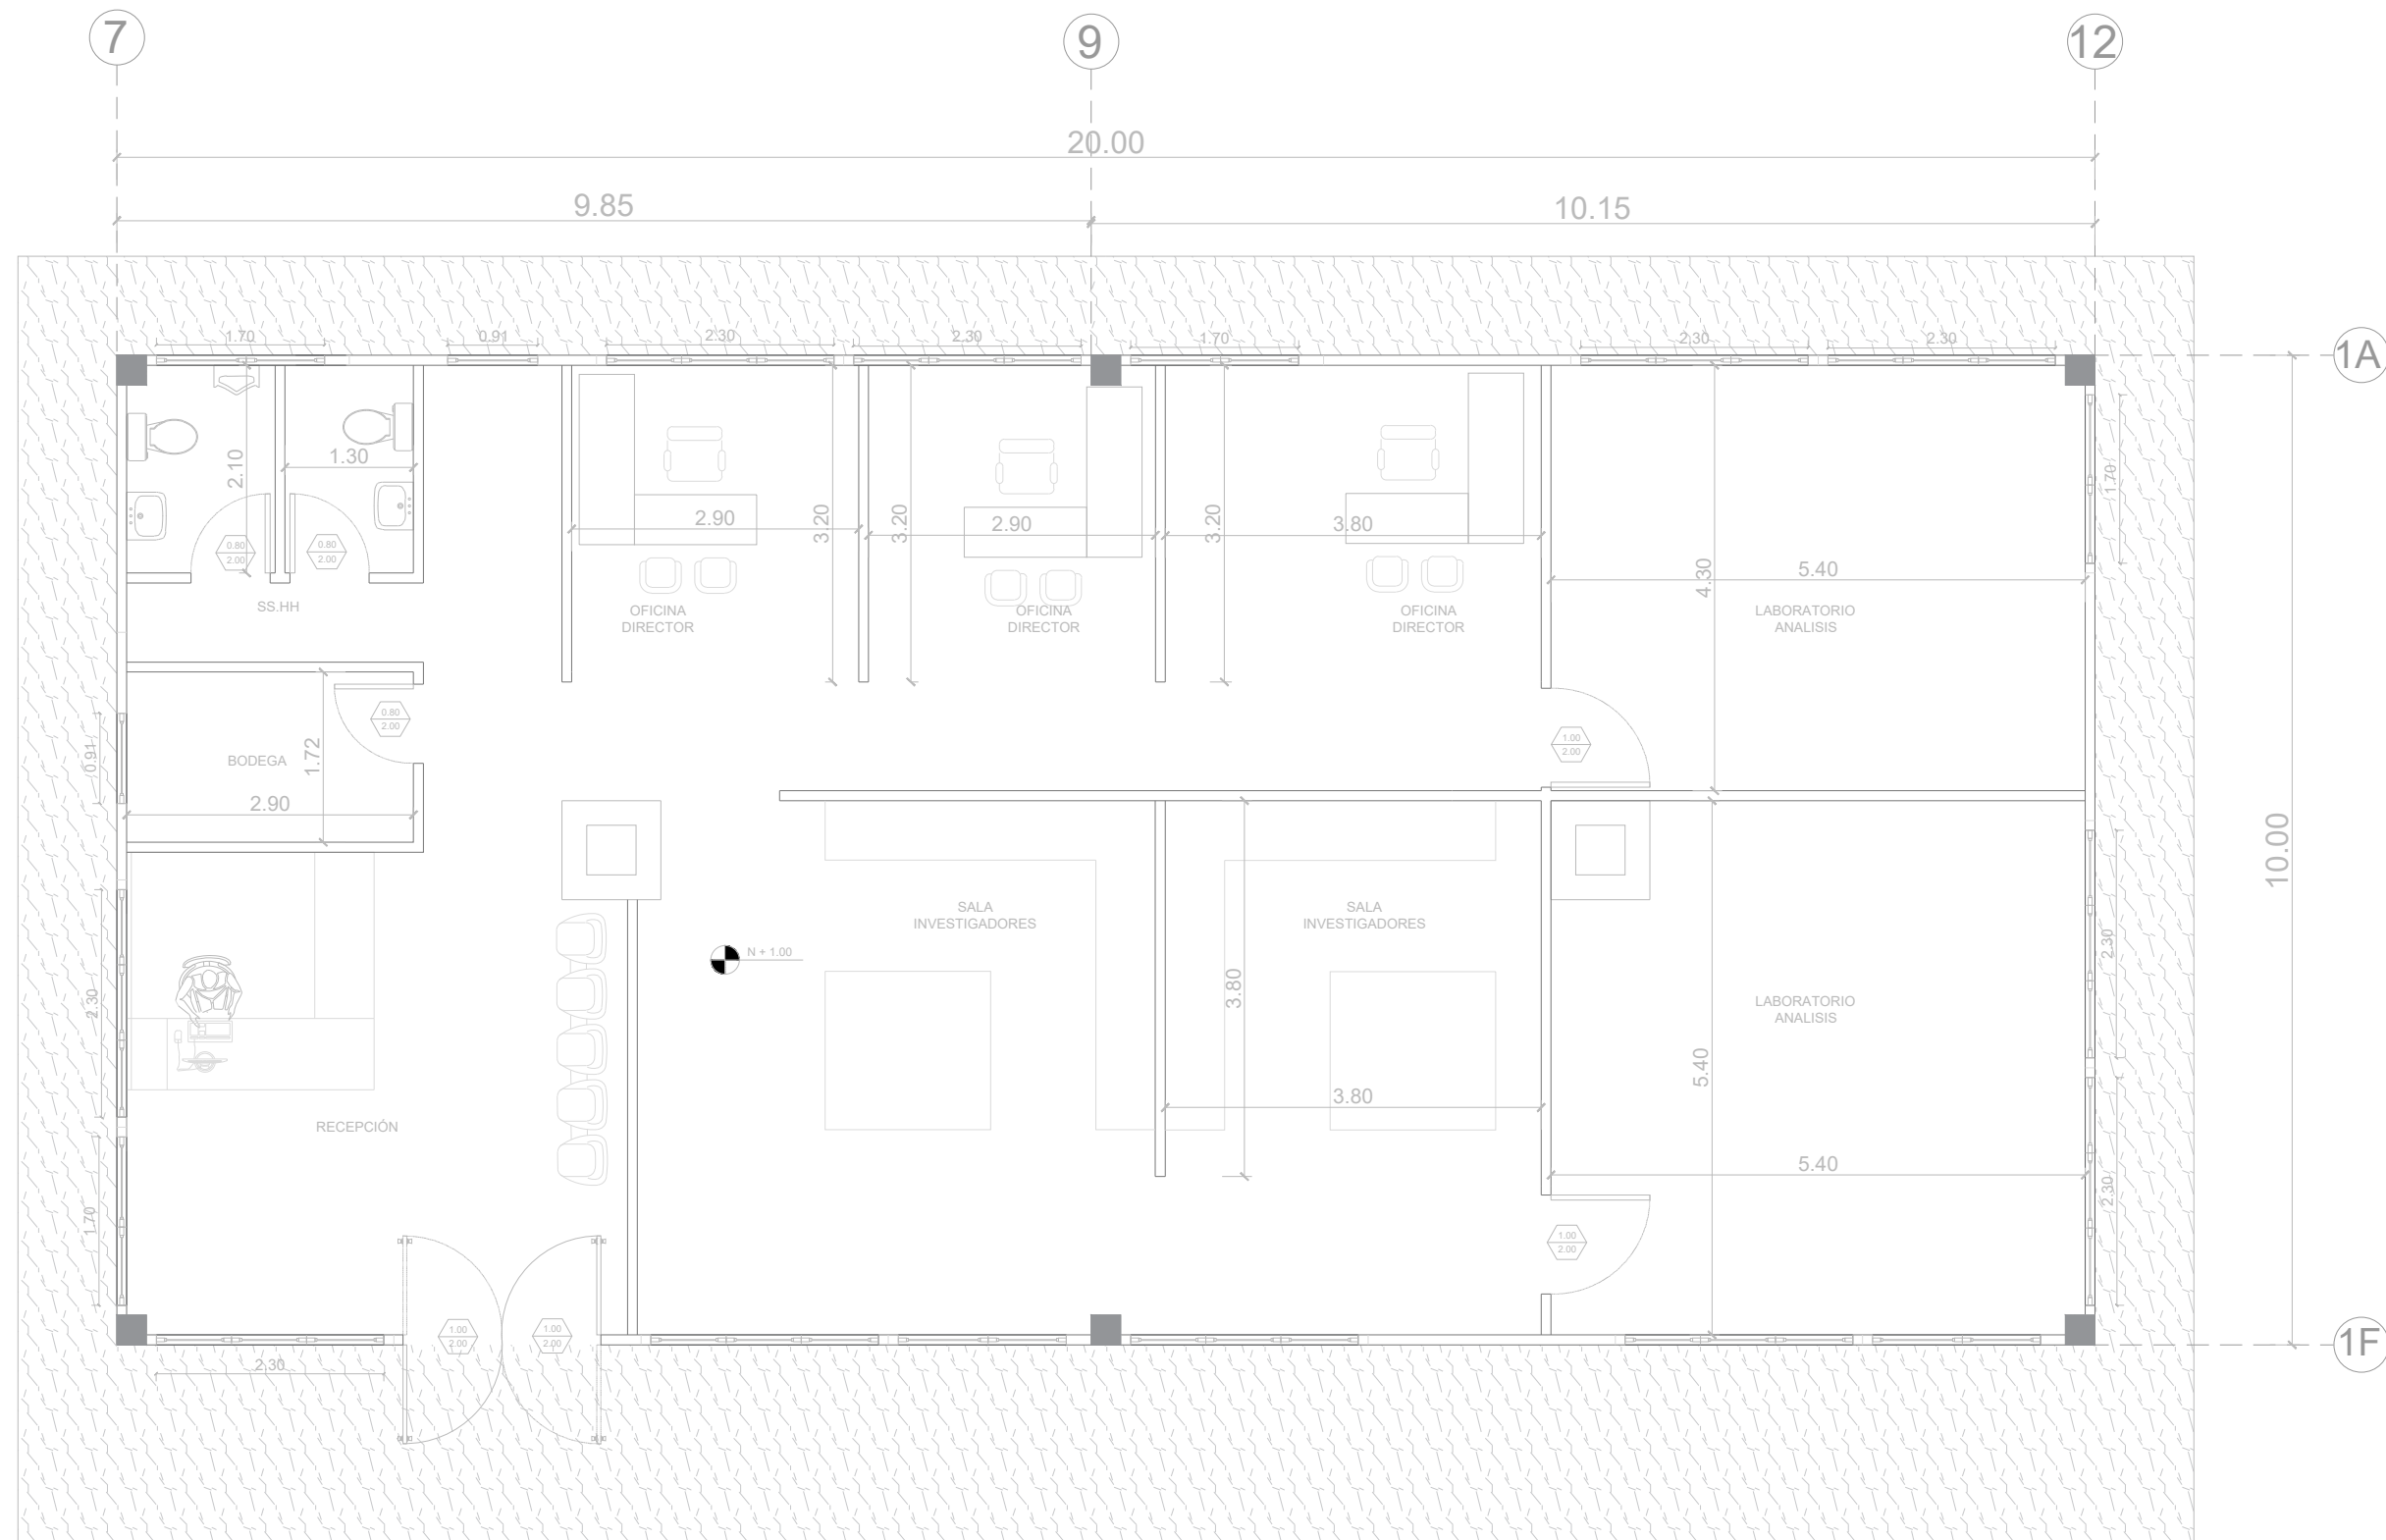 7
9
12
20.00
9.85
10.15
1.70
0.91
2.30
2.30
1.70
2.30
2.30
1A
2.10
1.30
1.70
0.80
2.00
0.80
2.00
2.90
3.20
3.20
2.90
3.20
3.80
4.30
5.40
SS.HH
OFICINA
DIRECTOR
OFICINA
DIRECTOR
OFICINA
DIRECTOR
LABORATORIO
ANALISIS
0.80
2.00
1.00
2.00
0.91
BODEGA
1.72
2.90
10.00
SALA
INVESTIGADORES
SALA
INVESTIGADORES
N + 1.00
2.30
3.80
2.30
LABORATORIO
ANALISIS
5.40
3.80
RECEPCIÓN
5.40
1.70
2.30
1.00
2.00
1.00
2.00
1.00
2.00
1F
2.30